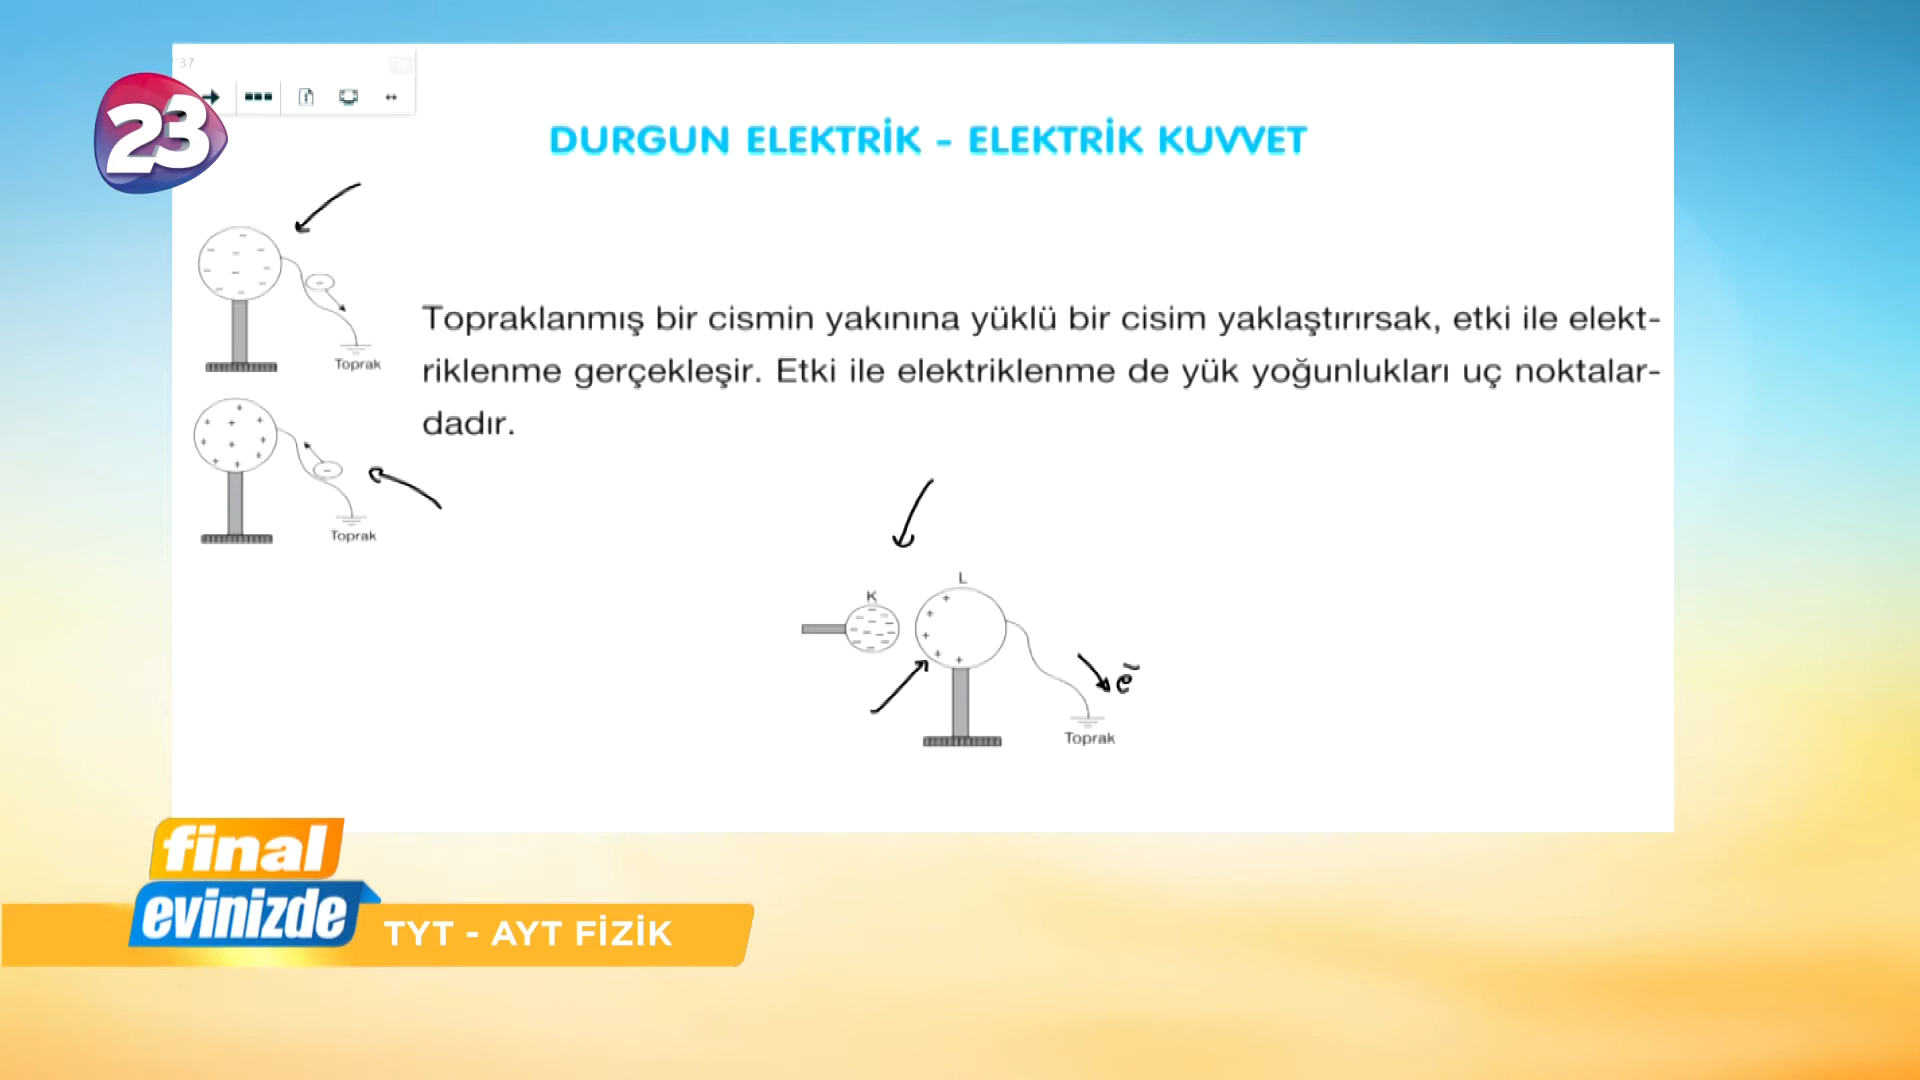 37
23
DURGUN ELEKTRİK - ELEKTRİK KUVVET
Toprak
Topraklanmış bir cismin yakınına yüklü bir cisim yaklaştırırsak, etki ile elekt-
riklenme gerçekleşir. Etki ile elektriklenme de yük yoğunlukları uç noktalar-
dadır.
Toprak
K
L
e-
Toprak
final
evinizde
TYT - AYT FİZİK